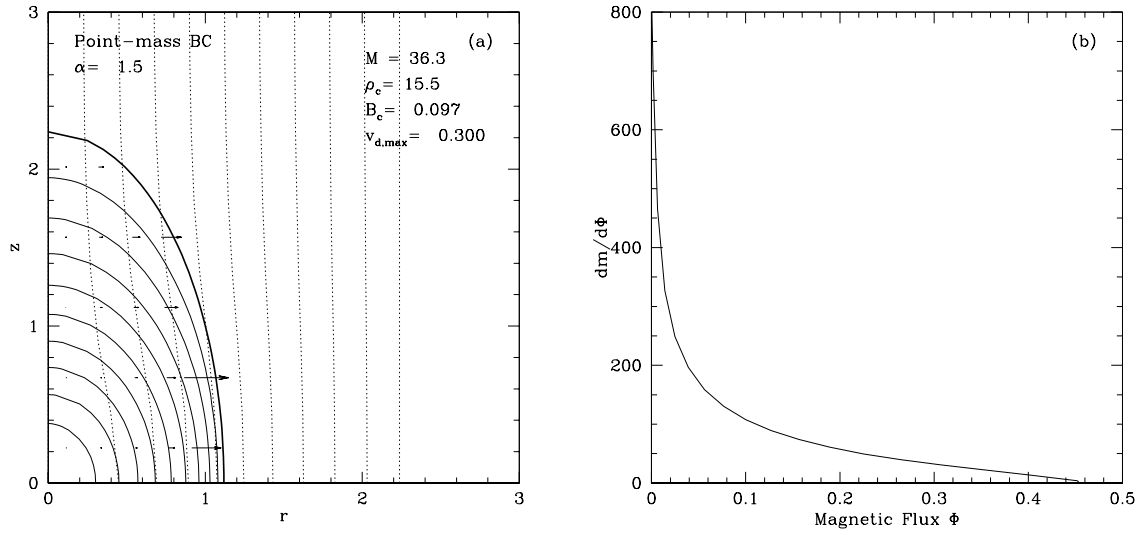 Point-mass BC
α= 1.5
(a)
M = 36.3
ρc= 15.5
Bc= 0.097
vd,max= 0.300
3
2
1
0
z
0
1
2
3
r
(b)
800
600
400
200
0
dm/dΦ
0
0.1
0.2
0.3
0.4
0.5
Magnetic Flux Φ